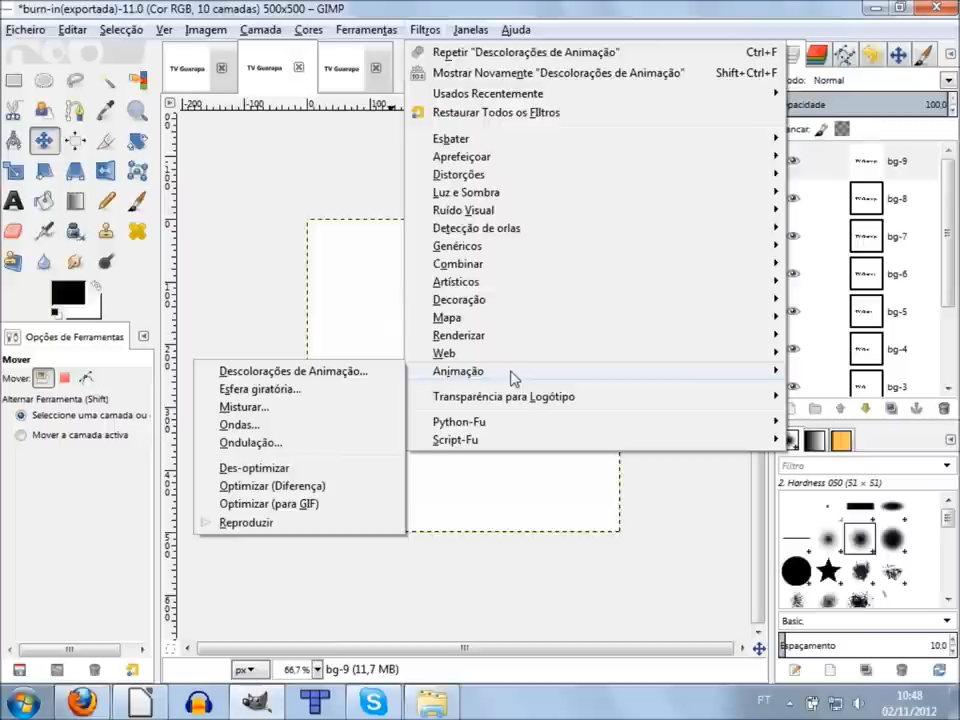 *burn-in(exportada)-11.0 (Cor RGB, 10 camadas) 500x500 – GIMP
Ficheiro Editar Selecção Ver Imagem Camada Cores Ferramentas Filtros Janelas Ajuda
TV Guarapa TV Guarapa TV Guarapa
-200 -100 0 100
Repetir "Descolorações de Animação" Ctrl+F
Mostrar Novamente "Descolorações de Animação" Shift+Ctrl+F
Usados Recentemente
Restaurar Todos os FIltros
Esbater
Aprefeiçoar
Distorções
Luz e Sombra
Ruído Visual
Detecção de orlas
Genéricos
Combinar
Artísticos
Decoração
Mapa
Renderizar
Web
Animação
Transparência para Logótipo
Python-Fu
Script-Fu
Descolorações de Animação...
Esfera giratória...
Misturar...
Ondas...
Ondulação...
Des-optimizar
Optimizar (Diferença)
Optimizar (para GIF)
Reproduzir
Opções de Ferramentas
Mover
Mover:
Alternar Ferramenta (Shift)
Seleccione uma camada ou
Mover a camada activa
odo: Normal
pacidade 100,0
ancar:
bg-9
bg-8
bg-7
bg-6
bg-5
bg-4
bg-3
Filtro
2. Hardness 050 (51 × 51)
Basic,
Espaçamento 10,0
px 66,7% bg-9 (11,7 MB)
PT
10:48
02/11/2012